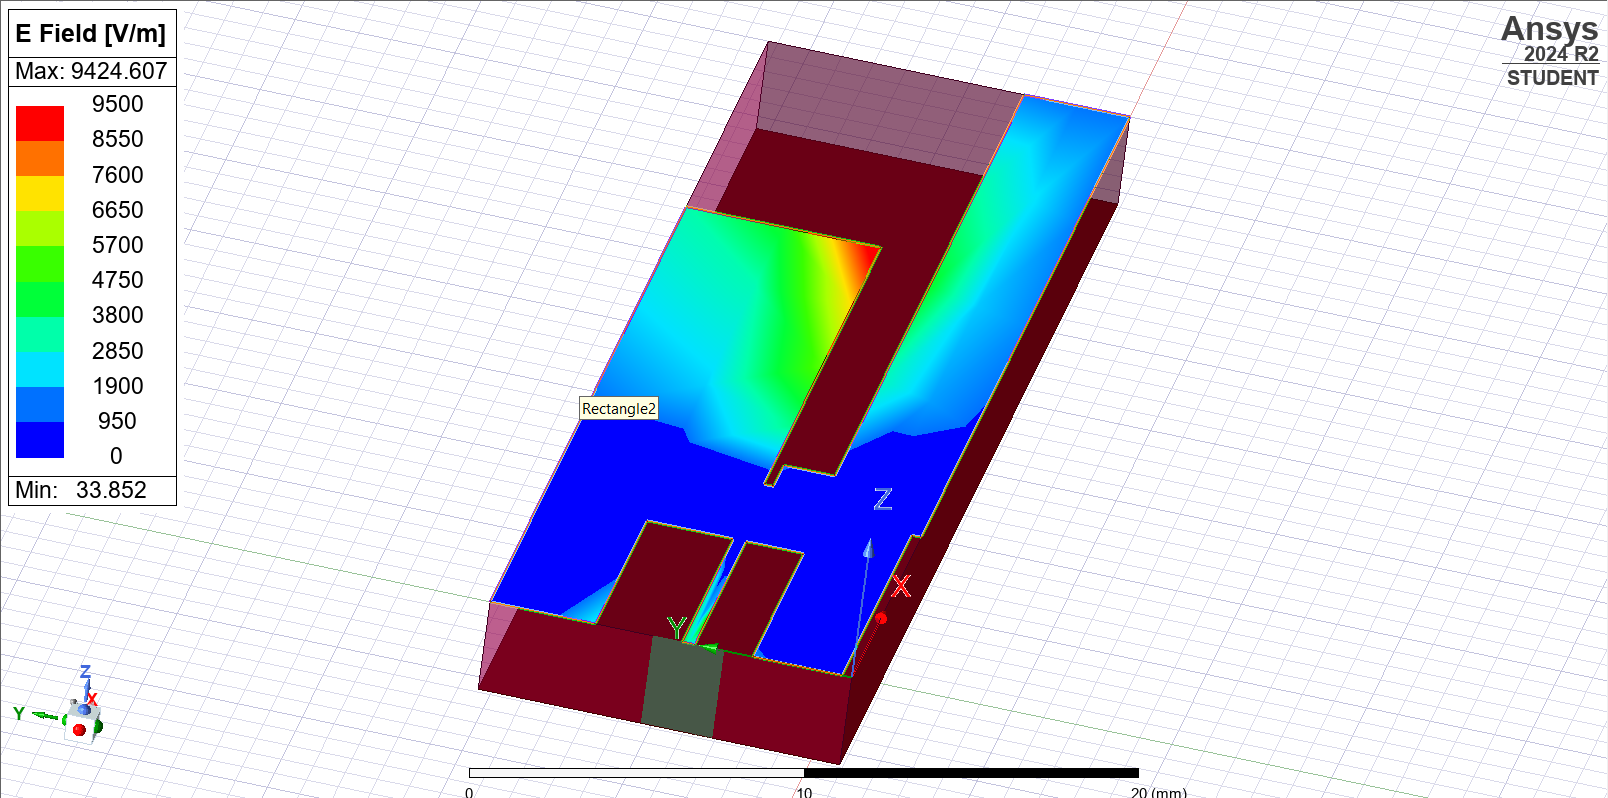 E Field [V/m]
Max: 9424.607
9500
8550
7600
6650
5700
4750
3800
2850
1900
950
0
Min: 33.852
Ansys
2024 R2
STUDENT
Rectangle2
Z
X
Y
Z
X
Y
0 10 20 (mm)